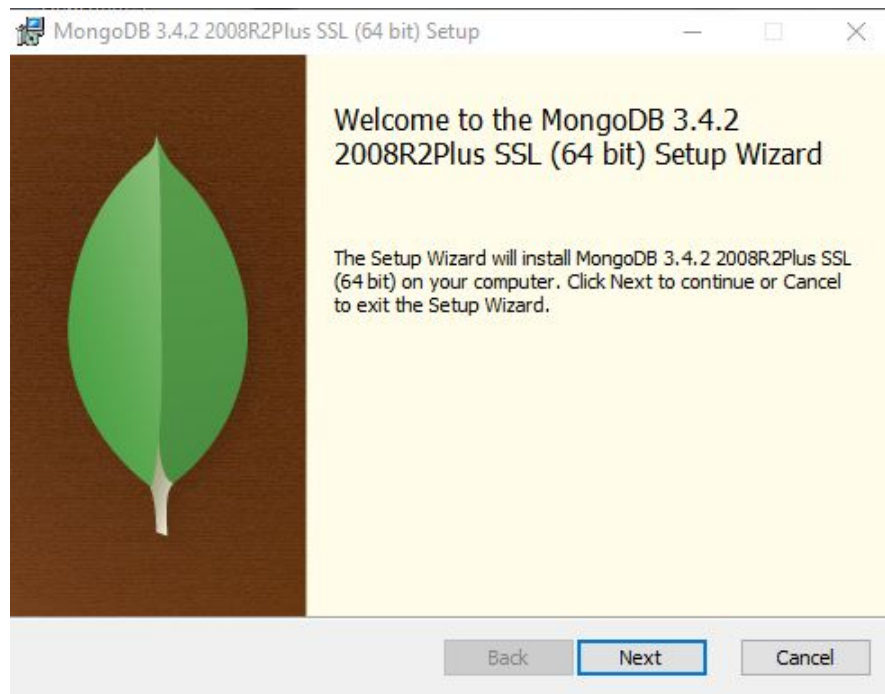 MongoDB 3.4.2 2008R2Plus SSL (64 bit) Setup
Welcome to the MongoDB 3.4.2
2008R2Plus SSL (64 bit) Setup Wizard
The Setup Wizard will install MongoDB 3.4.2 2008R2Plus SSL
(64 bit) on your computer. Click Next to continue or Cancel
to exit the Setup Wizard.
Back Next Cancel